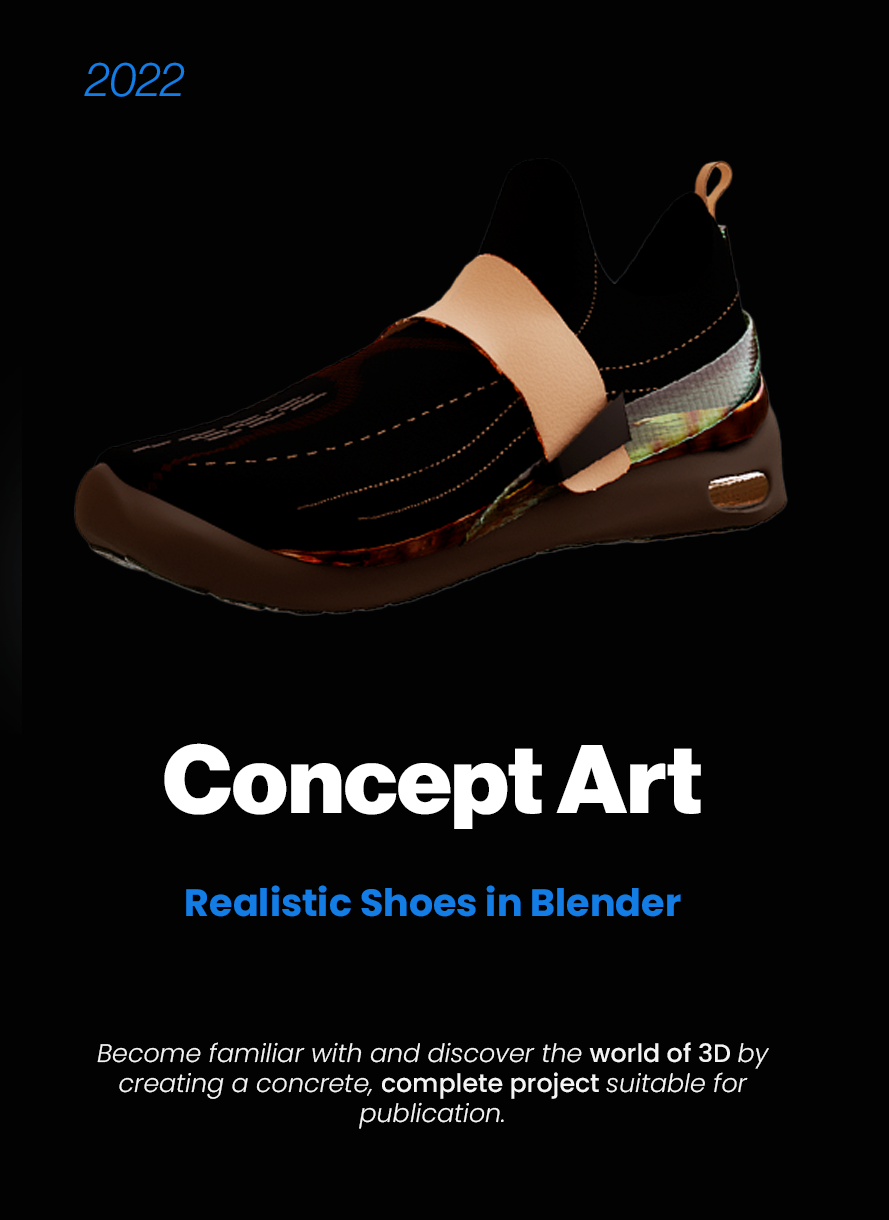 2022
Concept Art
Realistic Shoes in Blender
Become familiar with and discover the world of 3D by
creating a concrete, complete project suitable for
publication.